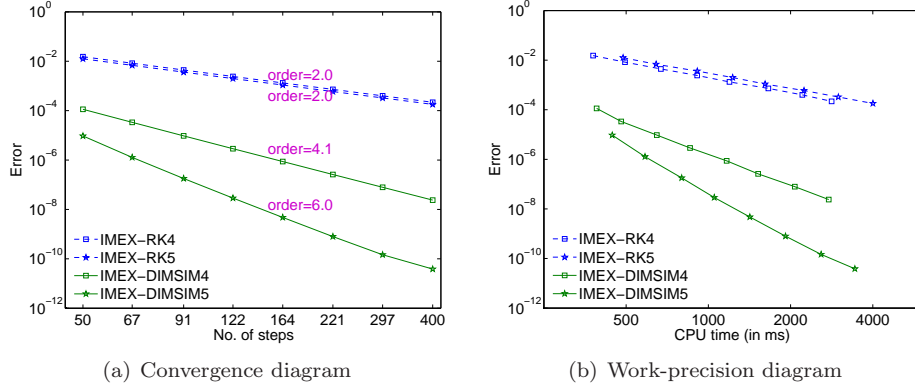 10^0
10^−2
10^−4
10^−6
10^−8
10^−10
10^−12
Error
order=2.0
order=2.0
order=4.1
order=6.0
IMEX−RK4
IMEX−RK5
IMEX−DIMSIM4
IMEX−DIMSIM5
50 67 91 122 164 221 297 400
No. of steps
(a) Convergence diagram
10^0
10^−2
10^−4
10^−6
10^−8
10^−10
10^−12
Error
IMEX−RK4
IMEX−RK5
IMEX−DIMSIM4
IMEX−DIMSIM5
500 1000 2000 4000
CPU time (in ms)
(b) Work-precision diagram